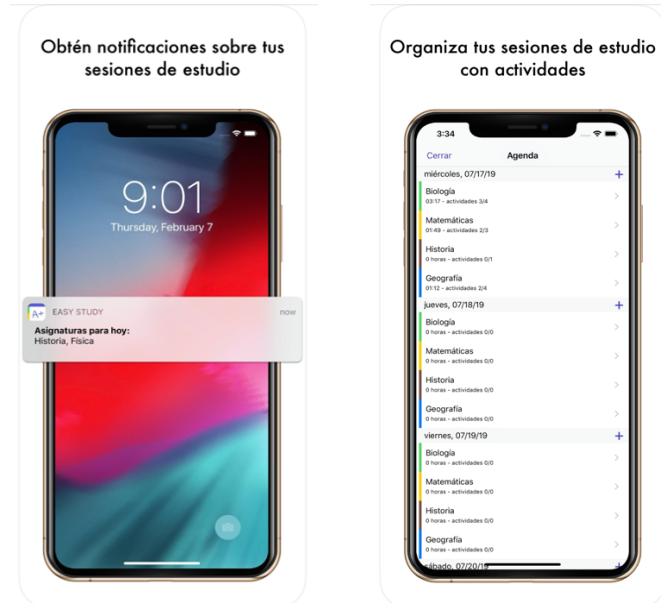 Obtén notificaciones sobre tus
sesiones de estudio
9:01
Thursday, February 7
A+ EASY STUDY now
Asignaturas para hoy:
Historia, Física
Organiza tus sesiones de estudio
con actividades
3:34
Cerrar Agenda
miércoles, 07/17/19 +
Biología
03:17 - actividades 3/4
Matemáticas
01:49 - actividades 2/3
Historia
0 horas - actividades 0/1
Geografía
01:12 - actividades 2/4
jueves, 07/18/19 +
Biología
0 horas - actividades 0/0
Matemáticas
0 horas - actividades 0/0
Historia
0 horas - actividades 0/0
Geografía
0 horas - actividades 0/0
viernes, 07/19/19 +
Biología
0 horas - actividades 0/0
Matemáticas
0 horas - actividades 0/0
Historia
0 horas - actividades 0/0
Geografía
0 horas - actividades 0/0
sábado, 07/20/19 +